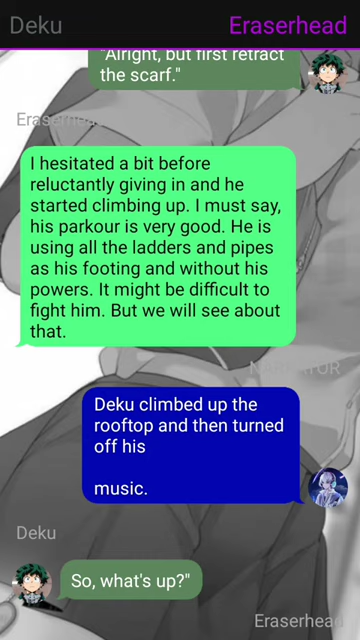 Deku
Eraserhead
"Alright, but first retract
the scarf."
Eraserhead
I hesitated a bit before
reluctantly giving in and he
started climbing up. I must say,
his parkour is very good. He is
using all the ladders and pipes
as his footing and without his
powers. It might be difficult to
fight him. But we will see about
that.
NARRATOR
Deku climbed up the
rooftop and then turned
off his
music.
Deku
So, what's up?"
Eraserhead